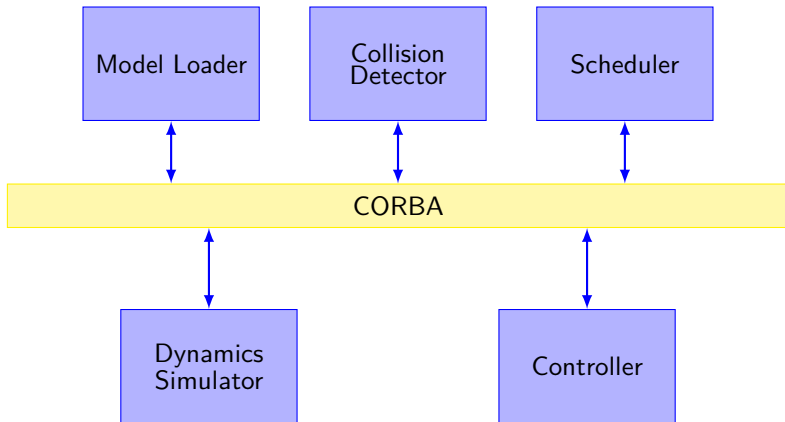 Model Loader
Collision
Detector
Scheduler
CORBA
Dynamics
Simulator
Controller